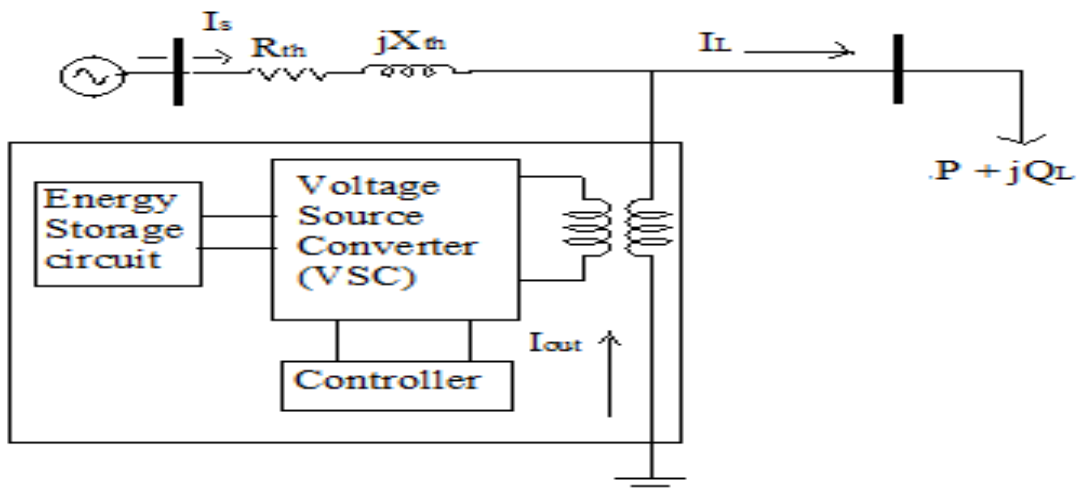 Is
Rth
jXth
IL
.P + jQL
Energy
Storage
circuit
Voltage
Source
Converter
(VSC)
Iout
Controller